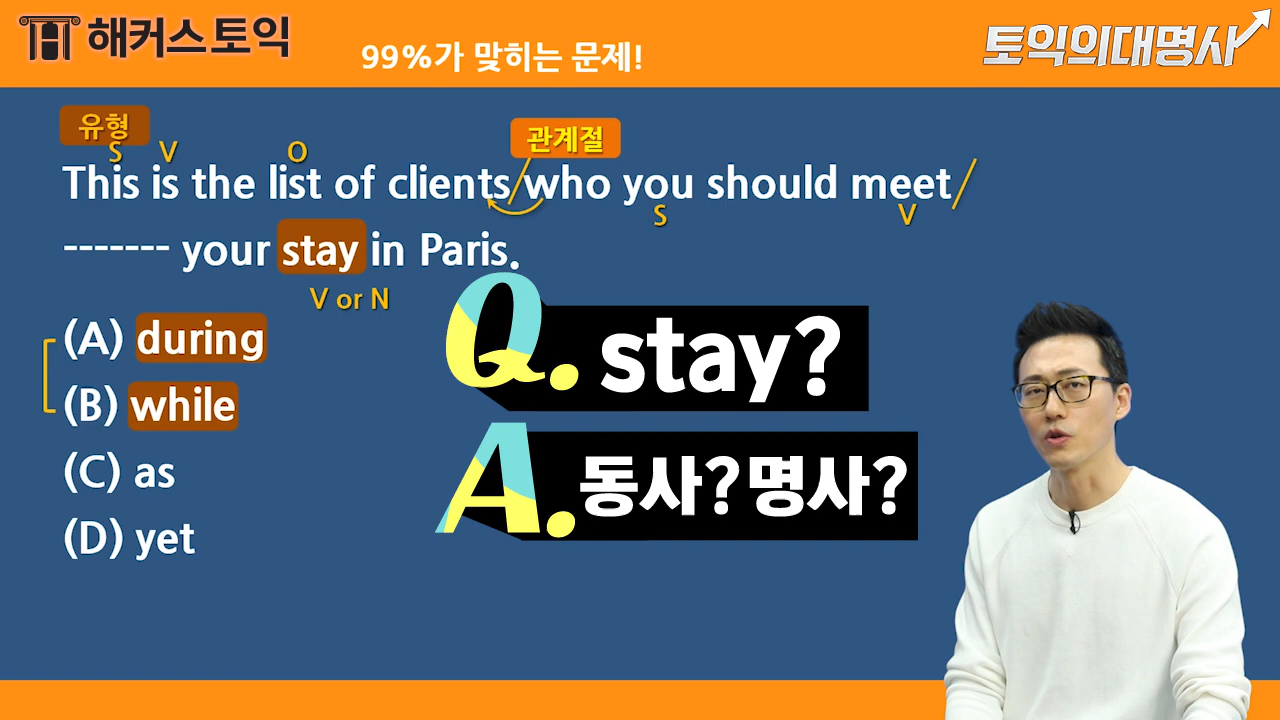 해커스토익
99%가 맞히는 문제!
토익의대명사
유형
관계절
S V O
This is the list of clients / who you should meet /
S V
------- your stay in Paris.
V or N
(A) during
(B) while
(C) as
(D) yet
Q. stay?
A. 동사? 명사?